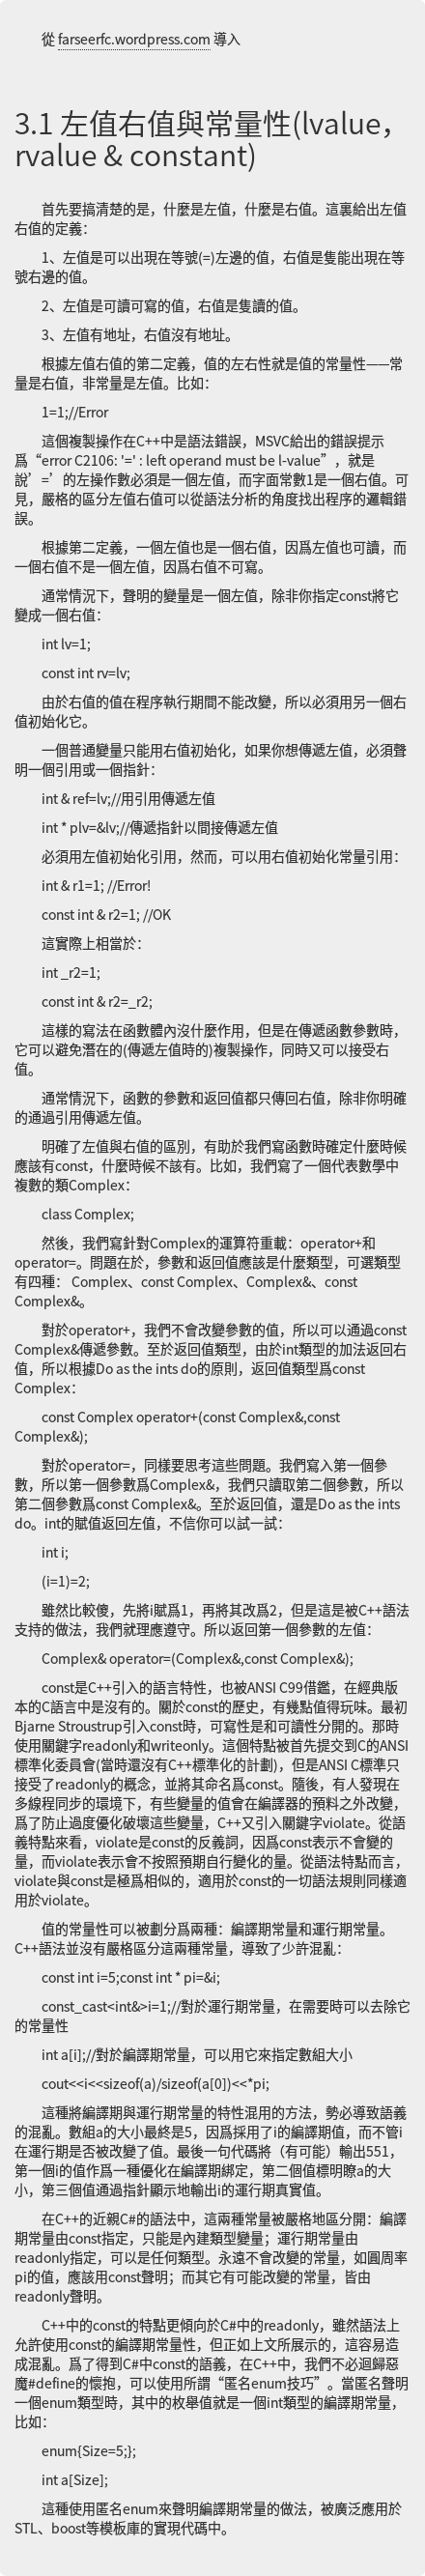 從 farseerfc.wordpress.com 導入
3.1 左值右值與常量性(lvalue，
rvalue & constant)
首先要搞清楚的是，什麼是左值，什麼是右值。這裏給出左值
右值的定義：
1、左值是可以出現在等號(=)左邊的值，右值是隻能出現在等
號右邊的值。
2、左值是可讀可寫的值，右值是隻讀的值。
3、左值有地址，右值沒有地址。
根據左值右值的第二定義，值的左右性就是值的常量性——常
量是右值，非常量是左值。比如：
1=1;//Error
這個複製操作在C++中是語法錯誤，MSVC給出的錯誤提示
爲“error C2106: '=' : left operand must be l-value”，就是
說’=’的左操作數必須是一個左值，而字面常數1是一個右值。可
見，嚴格的區分左值右值可以從語法分析的角度找出程序的邏輯錯
誤。
根據第二定義，一個左值也是一個右值，因爲左值也可讀，而
一個右值不是一個左值，因爲右值不可寫。
通常情況下，聲明的變量是一個左值，除非你指定const將它
變成一個右值：
int lv=1;
const int rv=lv;
由於右值的值在程序執行期間不能改變，所以必須用另一個右
值初始化它。
一個普通變量只能用右值初始化，如果你想傳遞左值，必須聲
明一個引用或一個指針：
int & ref=lv;//用引用傳遞左值
int * plv=&lv;//傳遞指針以間接傳遞左值
必須用左值初始化引用，然而，可以用右值初始化常量引用：
int & r1=1; //Error!
const int & r2=1; //OK
這實際上相當於：
int _r2=1;
const int & r2=_r2;
這樣的寫法在函數體內沒什麼作用，但是在傳遞函數參數時，
它可以避免潛在的(傳遞左值時的)複製操作，同時又可以接受右
值。
通常情況下，函數的參數和返回值都只傳回右值，除非你明確
的通過引用傳遞左值。
明確了左值與右值的區別，有助於我們寫函數時確定什麼時候
應該有const，什麼時候不該有。比如，我們寫了一個代表數學中
複數的類Complex：
class Complex;
然後，我們寫針對Complex的運算符重載：operator+和
operator=。問題在於，參數和返回值應該是什麼類型，可選類型
有四種： Complex、const Complex、Complex&、const
Complex&。
對於operator+，我們不會改變參數的值，所以可以通過const
Complex&傳遞參數。至於返回值類型，由於int類型的加法返回右
值，所以根據Do as the ints do的原則，返回值類型爲const
Complex：
const Complex operator+(const Complex&,const
Complex&);
對於operator=，同樣要思考這些問題。我們寫入第一個參
數，所以第一個參數爲Complex&，我們只讀取第二個參數，所以
第二個參數爲const Complex&。至於返回值，還是Do as the ints
do。int的賦值返回左值，不信你可以試一試：
int i;
(i=1)=2;
雖然比較傻，先將i賦爲1，再將其改爲2，但是這是被C++語法
支持的做法，我們就理應遵守。所以返回第一個參數的左值：
Complex& operator=(Complex&,const Complex&);
const是C++引入的語言特性，也被ANSI C99借鑑，在經典版
本的C語言中是沒有的。關於const的歷史，有幾點值得玩味。最初
Bjarne Stroustrup引入const時，可寫性是和可讀性分開的。那時
使用關鍵字readonly和writeonly。這個特點被首先提交到C的ANSI
標準化委員會(當時還沒有C++標準化的計劃)，但是ANSI C標準只
接受了readonly的概念，並將其命名爲const。隨後，有人發現在
多線程同步的環境下，有些變量的值會在編譯器的預料之外改變，
爲了防止過度優化破壞這些變量，C++又引入關鍵字violate。從語
義特點來看，violate是const的反義詞，因爲const表示不會變的
量，而violate表示會不按照預期自行變化的量。從語法特點而言，
violate與const是極爲相似的，適用於const的一切語法規則同樣適
用於violate。
值的常量性可以被劃分爲兩種：編譯期常量和運行期常量。
C++語法並沒有嚴格區分這兩種常量，導致了少許混亂：
const int i=5;const int * pi=&i;
const_cast<int&>i=1;//對於運行期常量，在需要時可以去除它
的常量性
int a[i];//對於編譯期常量，可以用它來指定數組大小
cout<<i<<sizeof(a)/sizeof(a[0])<<*pi;
這種將編譯期與運行期常量的特性混用的方法，勢必導致語義
的混亂。數組a的大小最終是5，因爲採用了i的編譯期值，而不管i
在運行期是否被改變了值。最後一句代碼將（有可能）輸出551，
第一個i的值作爲一種優化在編譯期綁定，第二個值標明瞭a的大
小，第三個值通過指針顯示地輸出i的運行期真實值。
在C++的近親C#的語法中，這兩種常量被嚴格地區分開：編譯
期常量由const指定，只能是內建類型變量；運行期常量由
readonly指定，可以是任何類型。永遠不會改變的常量，如圓周率
pi的值，應該用const聲明；而其它有可能改變的常量，皆由
readonly聲明。
C++中的const的特點更傾向於C#中的readonly，雖然語法上
允許使用const的編譯期常量性，但正如上文所展示的，這容易造
成混亂。爲了得到C#中const的語義，在C++中，我們不必迴歸惡
魔#define的懷抱，可以使用所謂“匿名enum技巧”。當匿名聲明
一個enum類型時，其中的枚舉值就是一個int類型的編譯期常量，
比如：
enum{Size=5;};
int a[Size];
這種使用匿名enum來聲明編譯期常量的做法，被廣泛應用於
STL、boost等模板庫的實現代碼中。